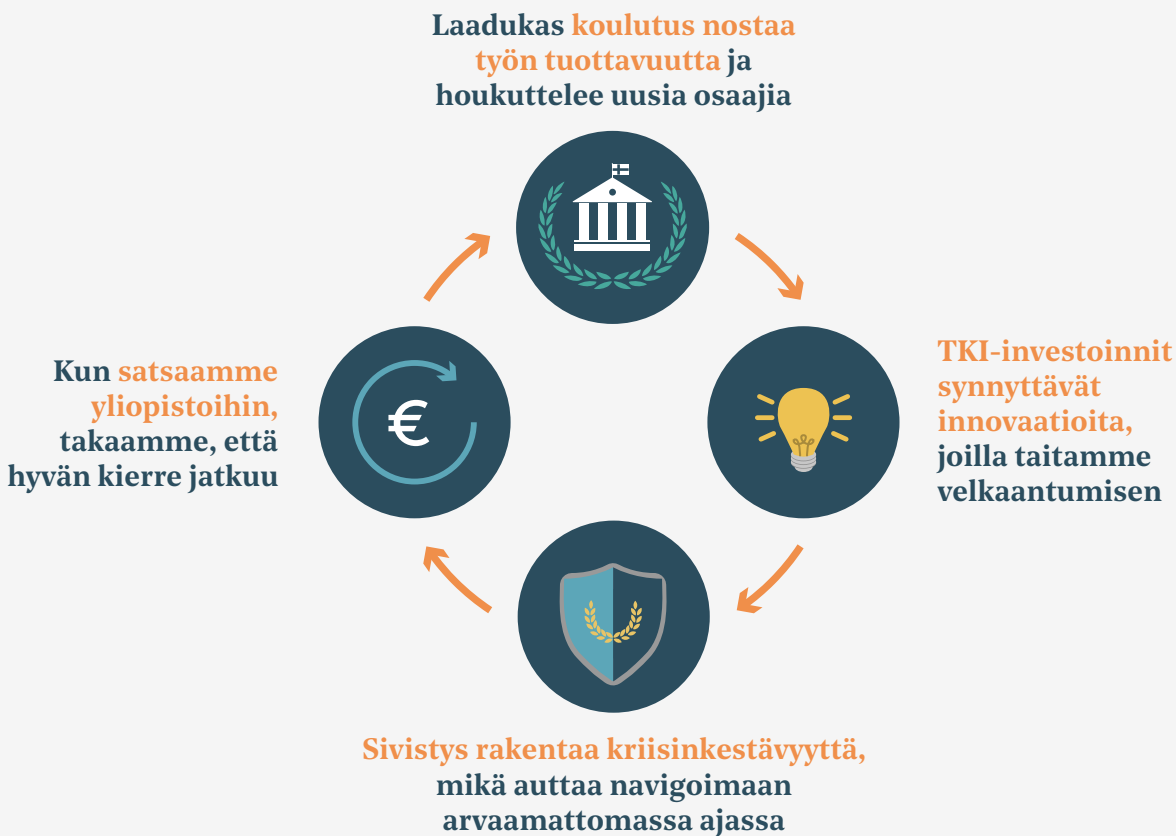 Laadukas koulutus nostaa
työn tuottavuutta ja
houkuttelee uusia osaajia
TKI-investoinnit
synnyttävät
innovaatioita,
joilla taitamme
velkaantumisen
Sivistys rakentaa kriisinkestävyyttä,
mikä auttaa navigoimaan
arvaamattomassa ajassa
Kun satsaamme
yliopistoihin,
takaamme, että
hyvän kierre jatkuu
€